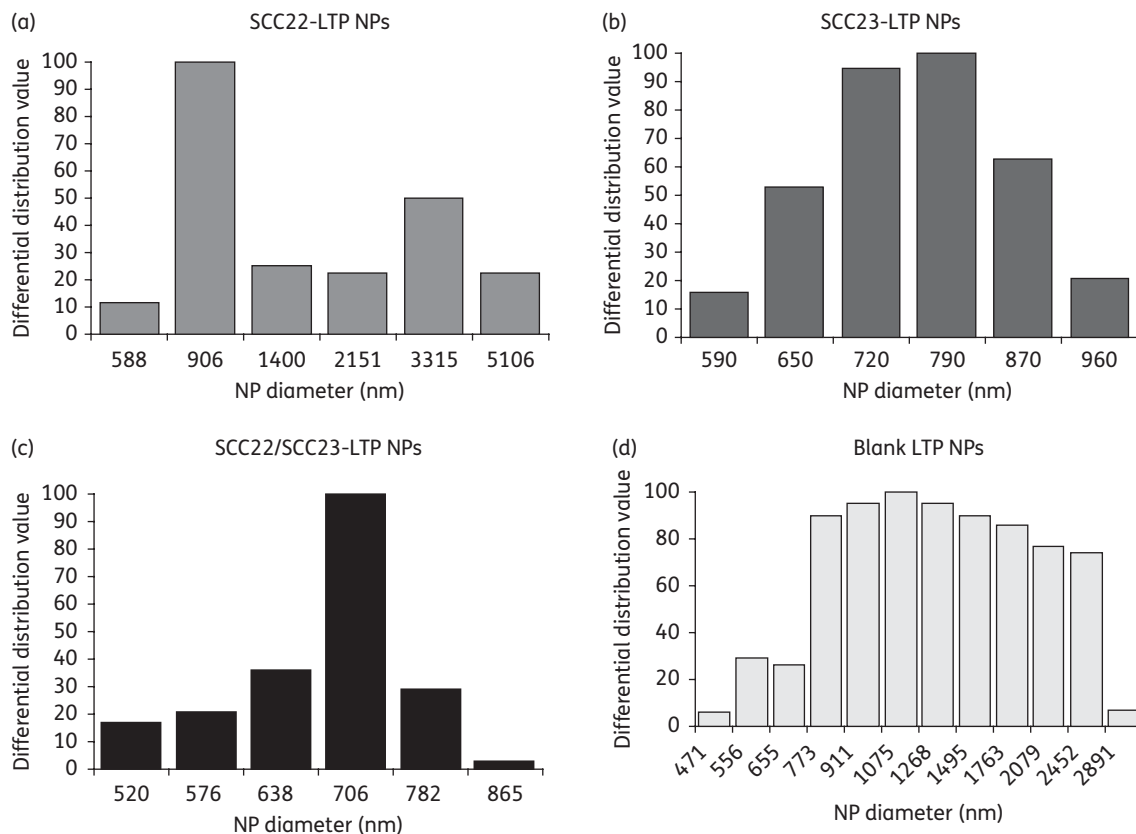 (a)
SCC22-LTP NPs
Differential distribution value
100
90
80
70
60
50
40
30
20
10
0
588 906 1400 2151 3315 5106
NP diameter (nm)
(b)
SCC23-LTP NPs
Differential distribution value
100
90
80
70
60
50
40
30
20
10
0
590 650 720 790 870 960
NP diameter (nm)
(c)
SCC22/SCC23-LTP NPs
Differential distribution value
100
90
80
70
60
50
40
30
20
10
0
520 576 638 706 782 865
NP diameter (nm)
(d)
Blank LTP NPs
Differential distribution value
100
80
60
40
20
0
471 556 655 773 911 1075 1268 1495 1763 2079 2452 2891
NP diameter (nm)